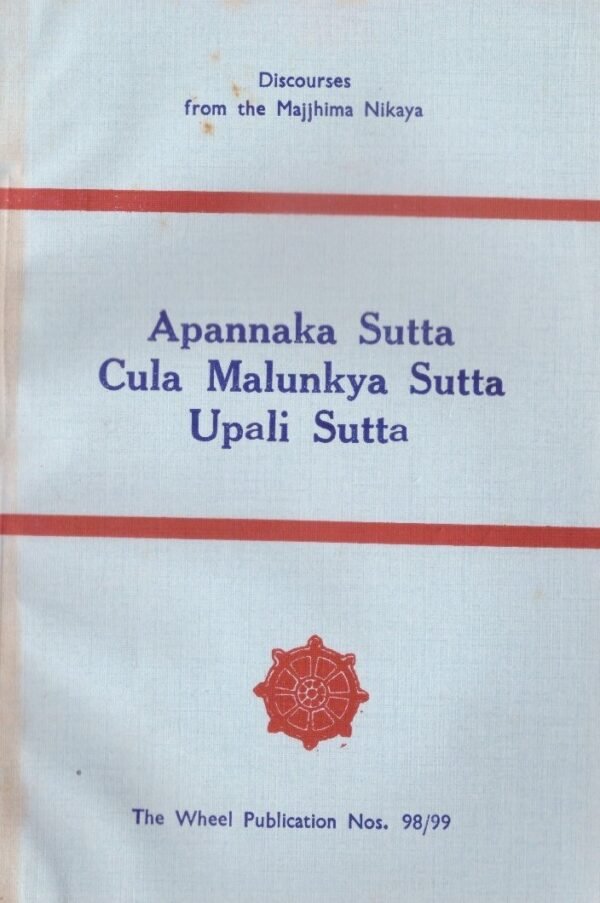 Discourses
from the Majjhima Nikaya
Apannaka Sutta
Cula Malunkya Sutta
Upali Sutta
The Wheel Publication Nos. 98/99